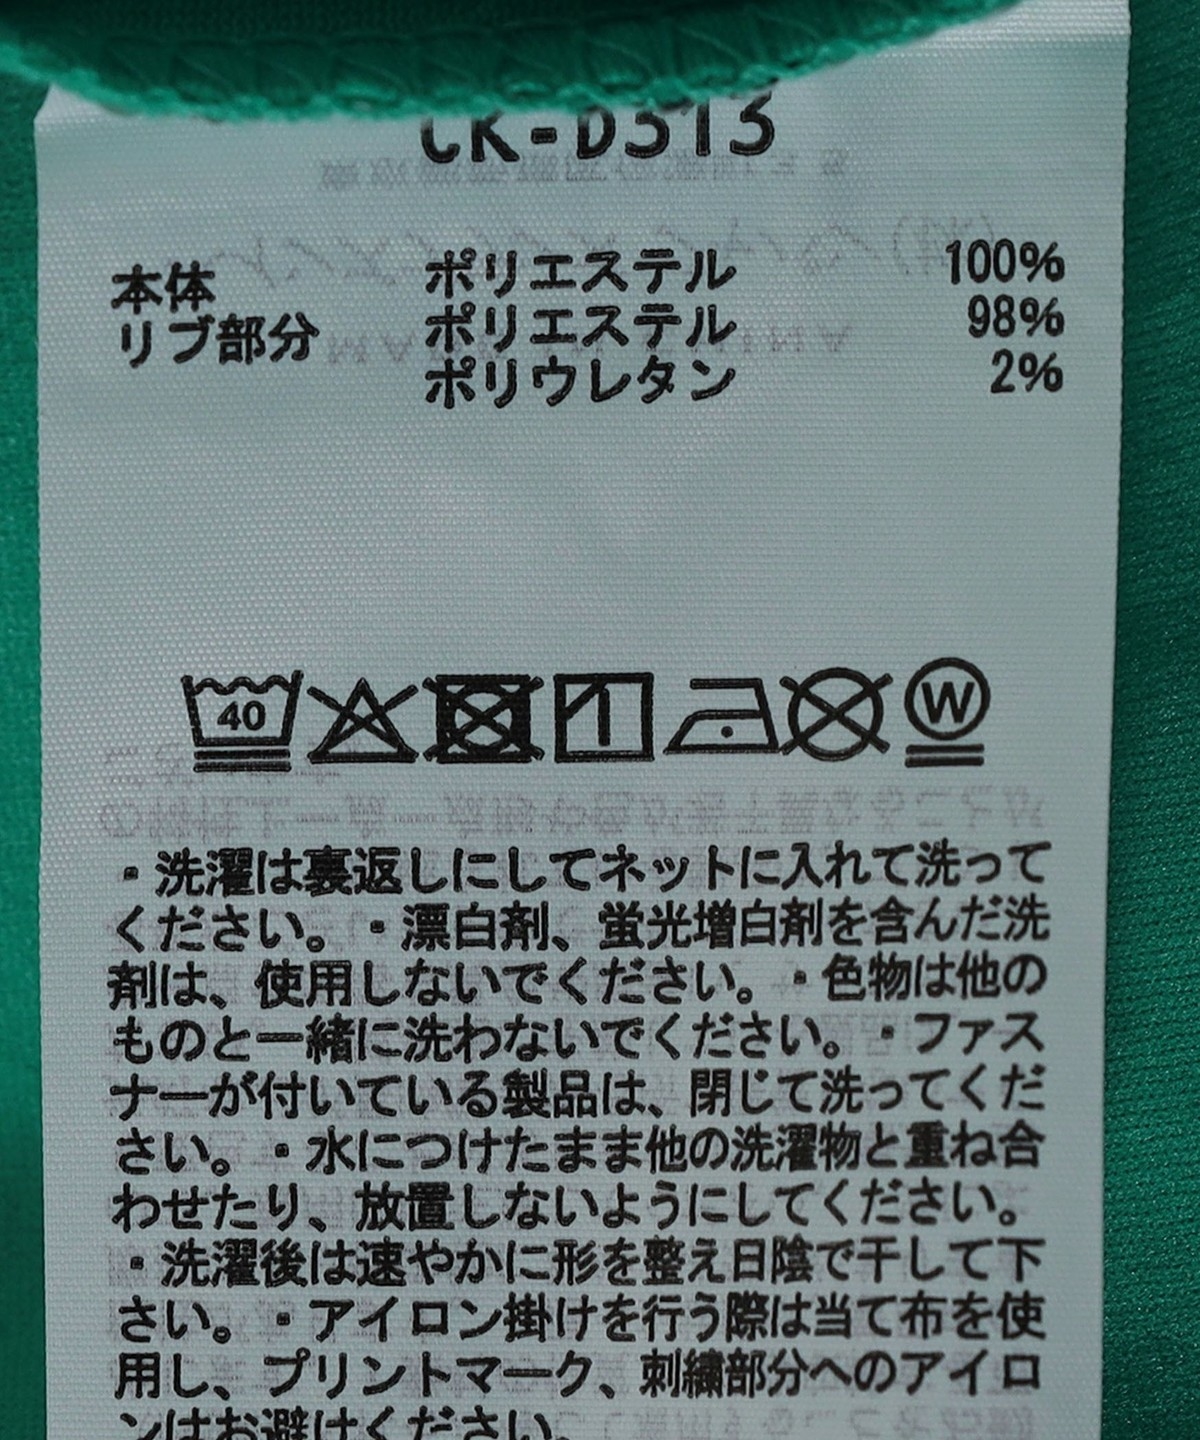 CK-D313
本体 ポリエステル 100%
リブ部分 ポリエステル 98%
ポリウレタン 2%
40 W
・洗濯は裏返しにしてネットに入れて洗って
ください。・漂白剤、蛍光増白剤を含んだ洗
剤は、使用しないでください。・色物は他の
ものと一緒に洗わないでください。・ファス
ナーが付いている製品は、閉じて洗ってくだ
さい。・水につけたまま他の洗濯物と重ね合
わせたり、放置しないようにしてください。
・洗濯後は速やかに形を整え日陰で干して下
さい。・アイロン掛けを行う際は当て布を使
用し、プリントマーク、刺繍部分へのアイロ
ンはお避けください。